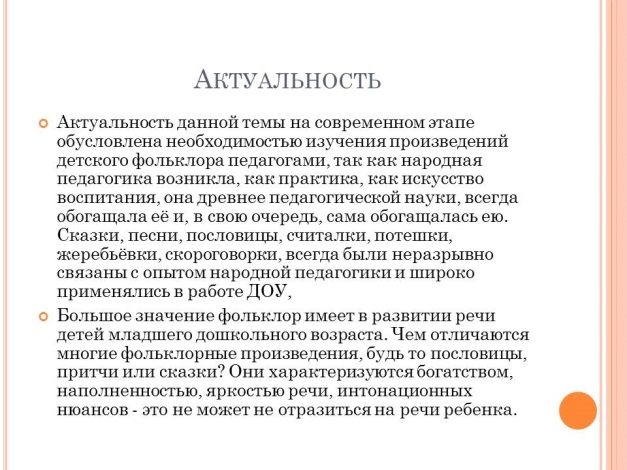 Актуальность
Актуальность данной темы на современном этапе
обусловлена необходимостью изучения произведений
детского фольклора педагогами, так как народная
педагогика возникла, как практика, как искусство
воспитания, она древнее педагогической науки, всегда
обогащала её и, в свою очередь, сама обогащалась ею.
Сказки, песни, пословицы, считалки, потешки,
жеребьёвки, скороговорки, всегда были неразрывно
связаны с опытом народной педагогики и широко
применялись в работе ДОУ,
Большое значение фольклор имеет в развитии речи
детей младшего дошкольного возраста. Чем отличаются
многие фольклорные произведения, будь то пословицы,
притчи или сказки? Они характеризуются богатством,
наполненностью, яркостью речи, интонационных
нюансов - это не может не отразиться на речи ребенка.